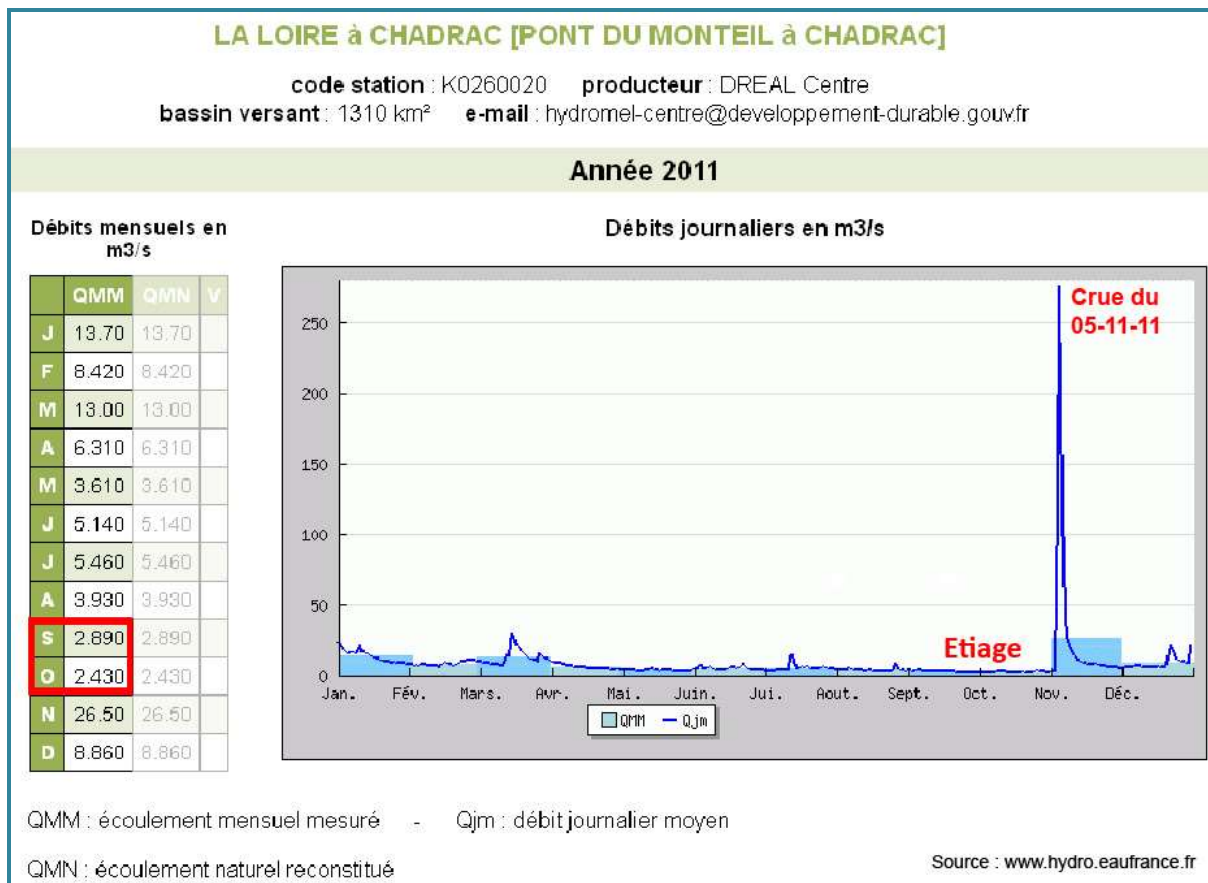 LA LOIRE à CHADRAC [PONT DU MONTEIL à CHADRAC]
code station : K0260020 producteur : DREAL Centre
bassin versant : 1310 km² e-mail : hydromel-centre@developpement-durable.gouv.fr
Année 2011
Débits mensuels en
m3/s
QMM QMN V
J 13.70 13.70
F 8.420 8.420
M 13.00 13.00
A 6.310 6.310
M 3.610 3.610
J 5.140 5.140
J 5.460 5.460
A 3.930 3.930
S 2.890 2.890
O 2.430 2.430
N 26.50 26.50
D 8.860 8.860
Débits journaliers en m3/s
Crue du
05-11-11
250
200
150
100
50
0
Etiage
Jan. Fév. Mars. Avr. Mai. Juin. Jui. Aout. Sept. Oct. Nov. Déc.
QMM Qjm
QMM : écoulement mensuel mesuré - Qjm : débit journalier moyen
QMN : écoulement naturel reconstitué
Source : www.hydro.eaufrance.fr